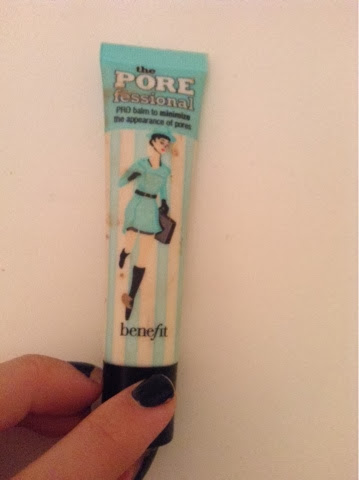 the
PORE
fessional
PRO balm to minimize
the appearance of pores
benefit